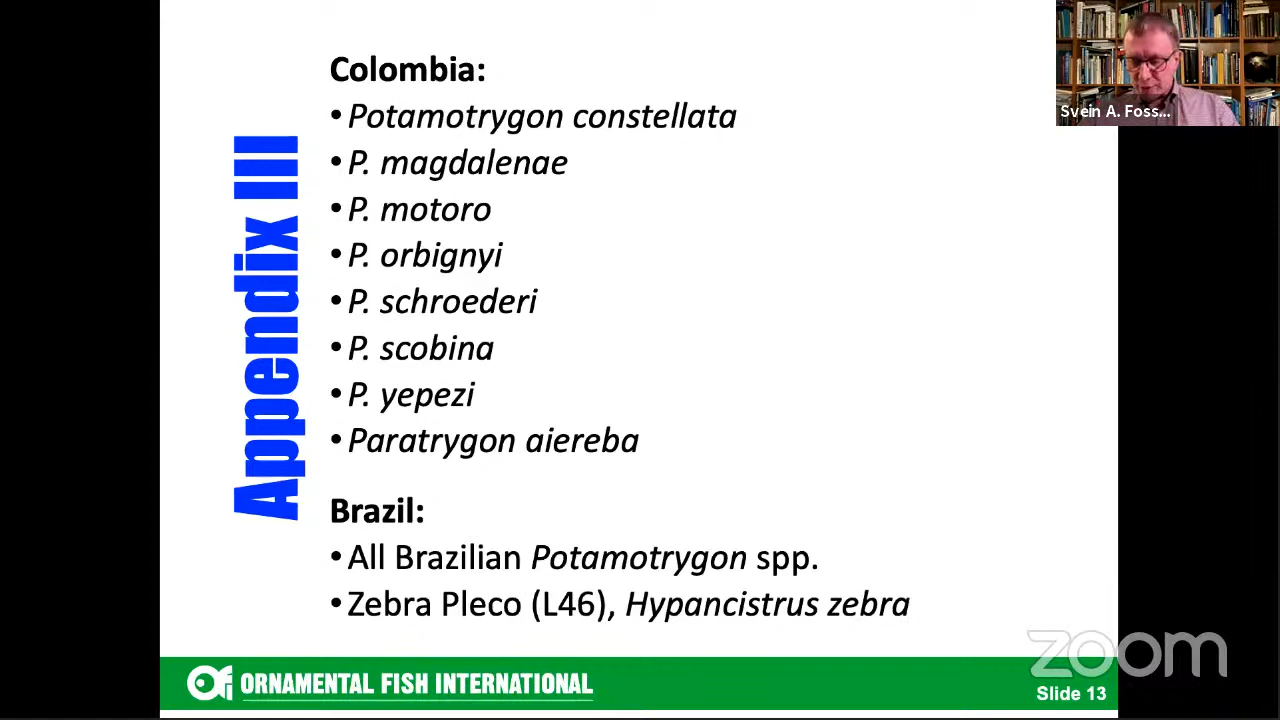 Colombia:
• Potamotrygon constellata
• P. magdalenae
• P. motoro
• P. orbignyi
• P. schroederi
• P. scobina
• P. yepezi
• Paratrygon aiereba
Appendix III
Brazil:
• All Brazilian Potamotrygon spp.
• Zebra Pleco (L46), Hypancistrus zebra
Svein A. Foss...
ORNAMENTAL FISH INTERNATIONAL
zoom
Slide 13